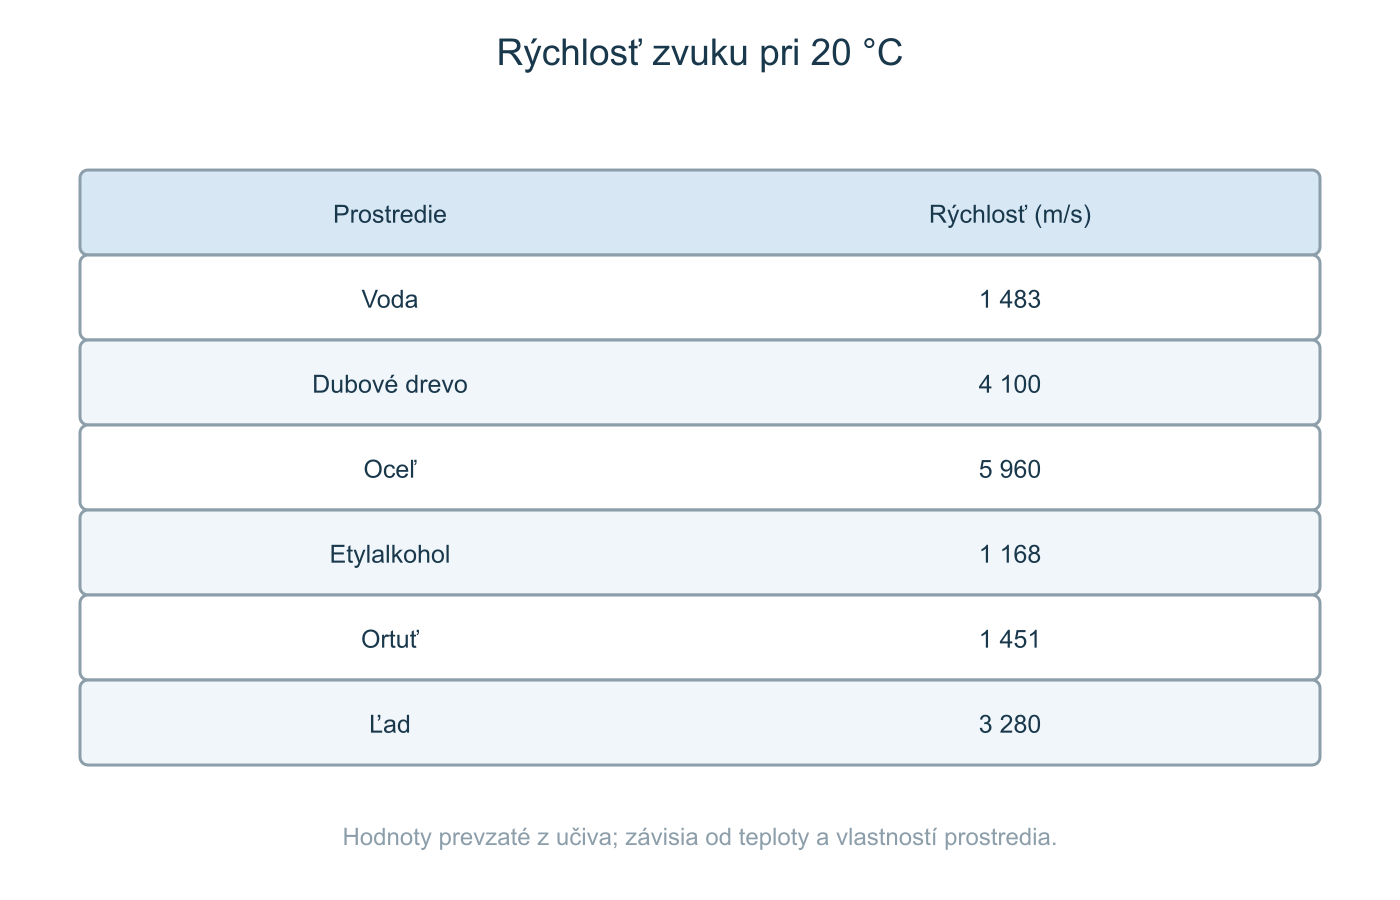 Rýchlosť zvuku pri 20 °C
Prostredie Rýchlosť (m/s)
Voda 1 483
Dubové drevo 4 100
Oceľ 5 960
Etylalkohol 1 168
Ortuť 1 451
Ľad 3 280
Hodnoty prevzaté z učiva; závisia od teploty a vlastností prostredia.